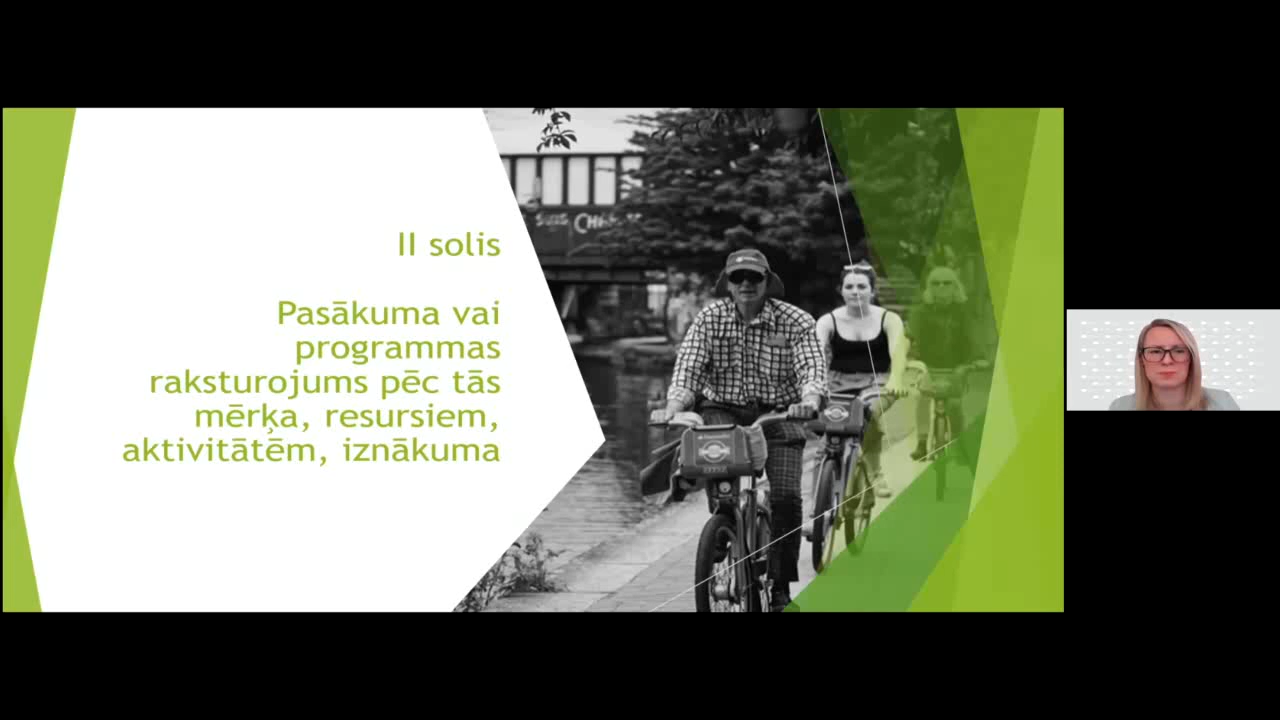 II solis
Pasākuma vai
programmas
raksturojums pēc tās
mērķa, resursiem,
aktivitātēm, iznākuma